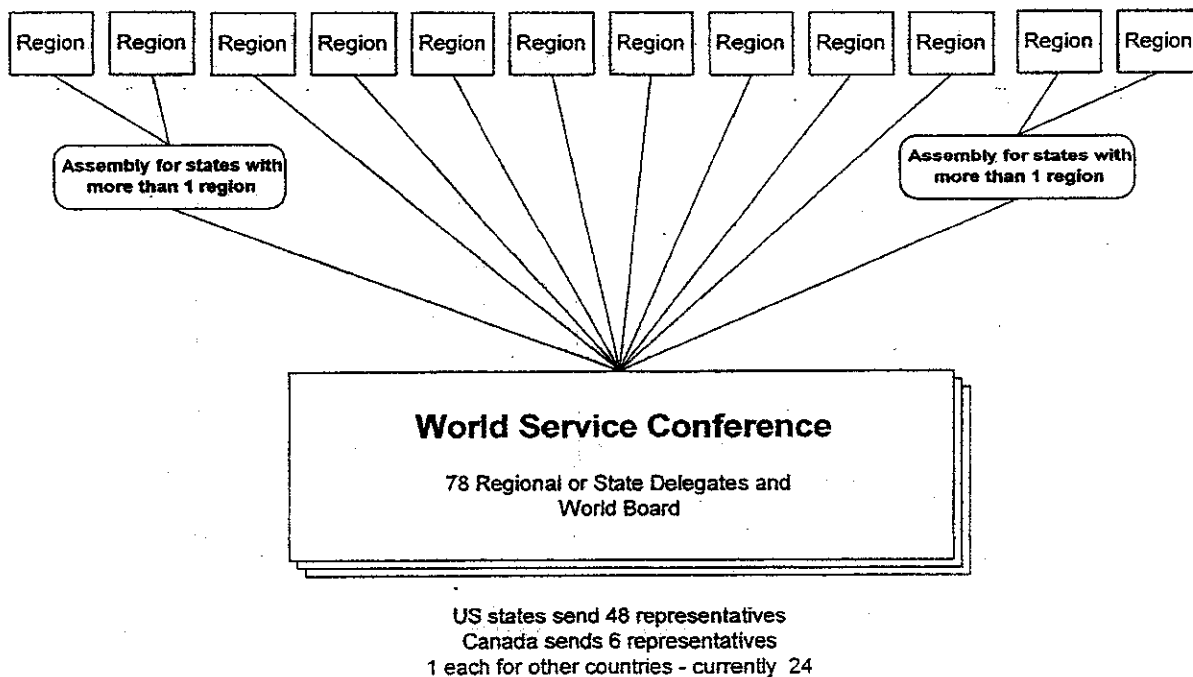 Region Region Region Region Region Region Region Region Region Region Region Region
Assembly for states with
more than 1 region
Assembly for states with
more than 1 region
World Service Conference
78 Regional or State Delegates and
World Board
US states send 48 representatives
Canada sends 6 representatives
1 each for other countries - currently 24